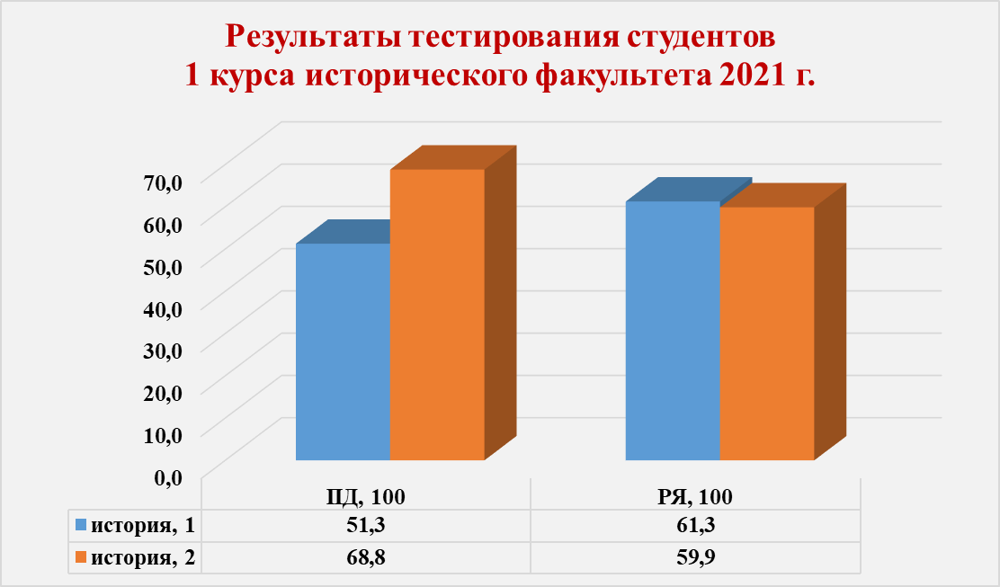 Результаты тестирования студентов
1 курса исторического факультета 2021 г.
70,0
60,0
50,0
40,0
30,0
20,0
10,0
0,0
ПД, 100 РЯ, 100
история, 1 51,3 61,3
история, 2 68,8 59,9